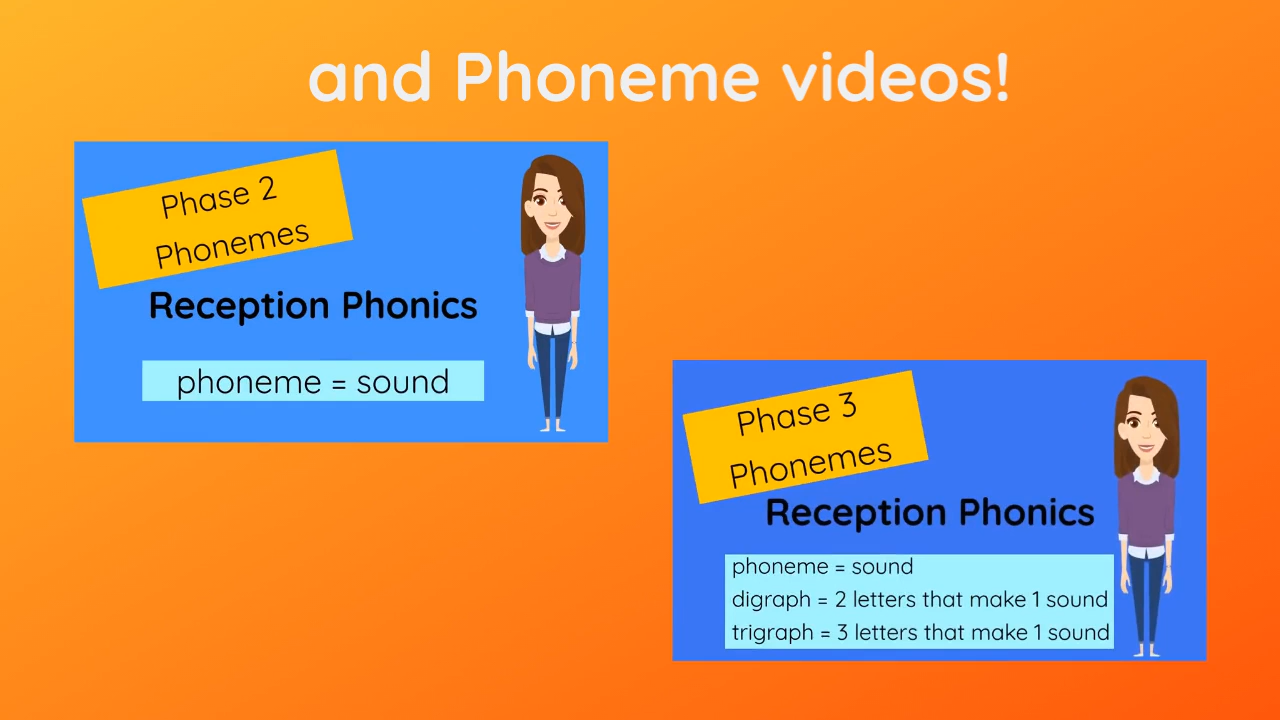 and Phoneme videos!
Phase 2
Phonemes
Reception Phonics
phoneme = sound
Phase 3
Phonemes
Reception Phonics
phoneme = sound
digraph = 2 letters that make 1 sound
trigraph = 3 letters that make 1 sound